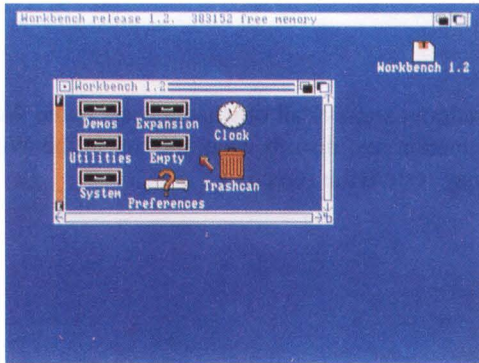 Workbench release 1.2. 383152 free memory
Workbench 1.2
Workbench 1.2
Demos Expansion Clock
Utilities Empty Trashcan
System Preferences